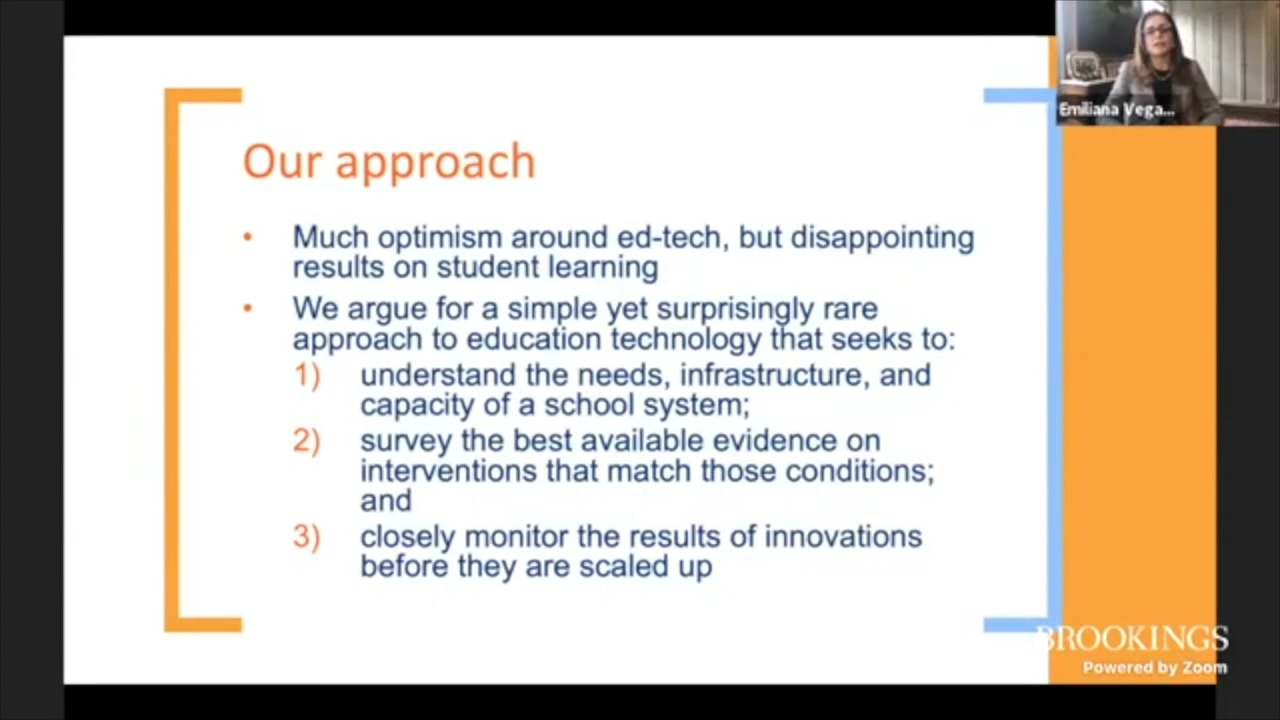 Emiliana Vega...
Our approach
• Much optimism around ed-tech, but disappointing
results on student learning
• We argue for a simple yet surprisingly rare
approach to education technology that seeks to:
1) understand the needs, infrastructure, and
capacity of a school system;
2) survey the best available evidence on
interventions that match those conditions;
and
3) closely monitor the results of innovations
before they are scaled up
BROOKINGS
Powered by Zoom